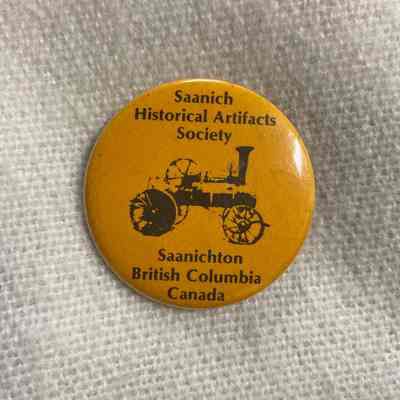 Saanich
Historical Artifacts
Society
Saanichton
British Columbia
Canada